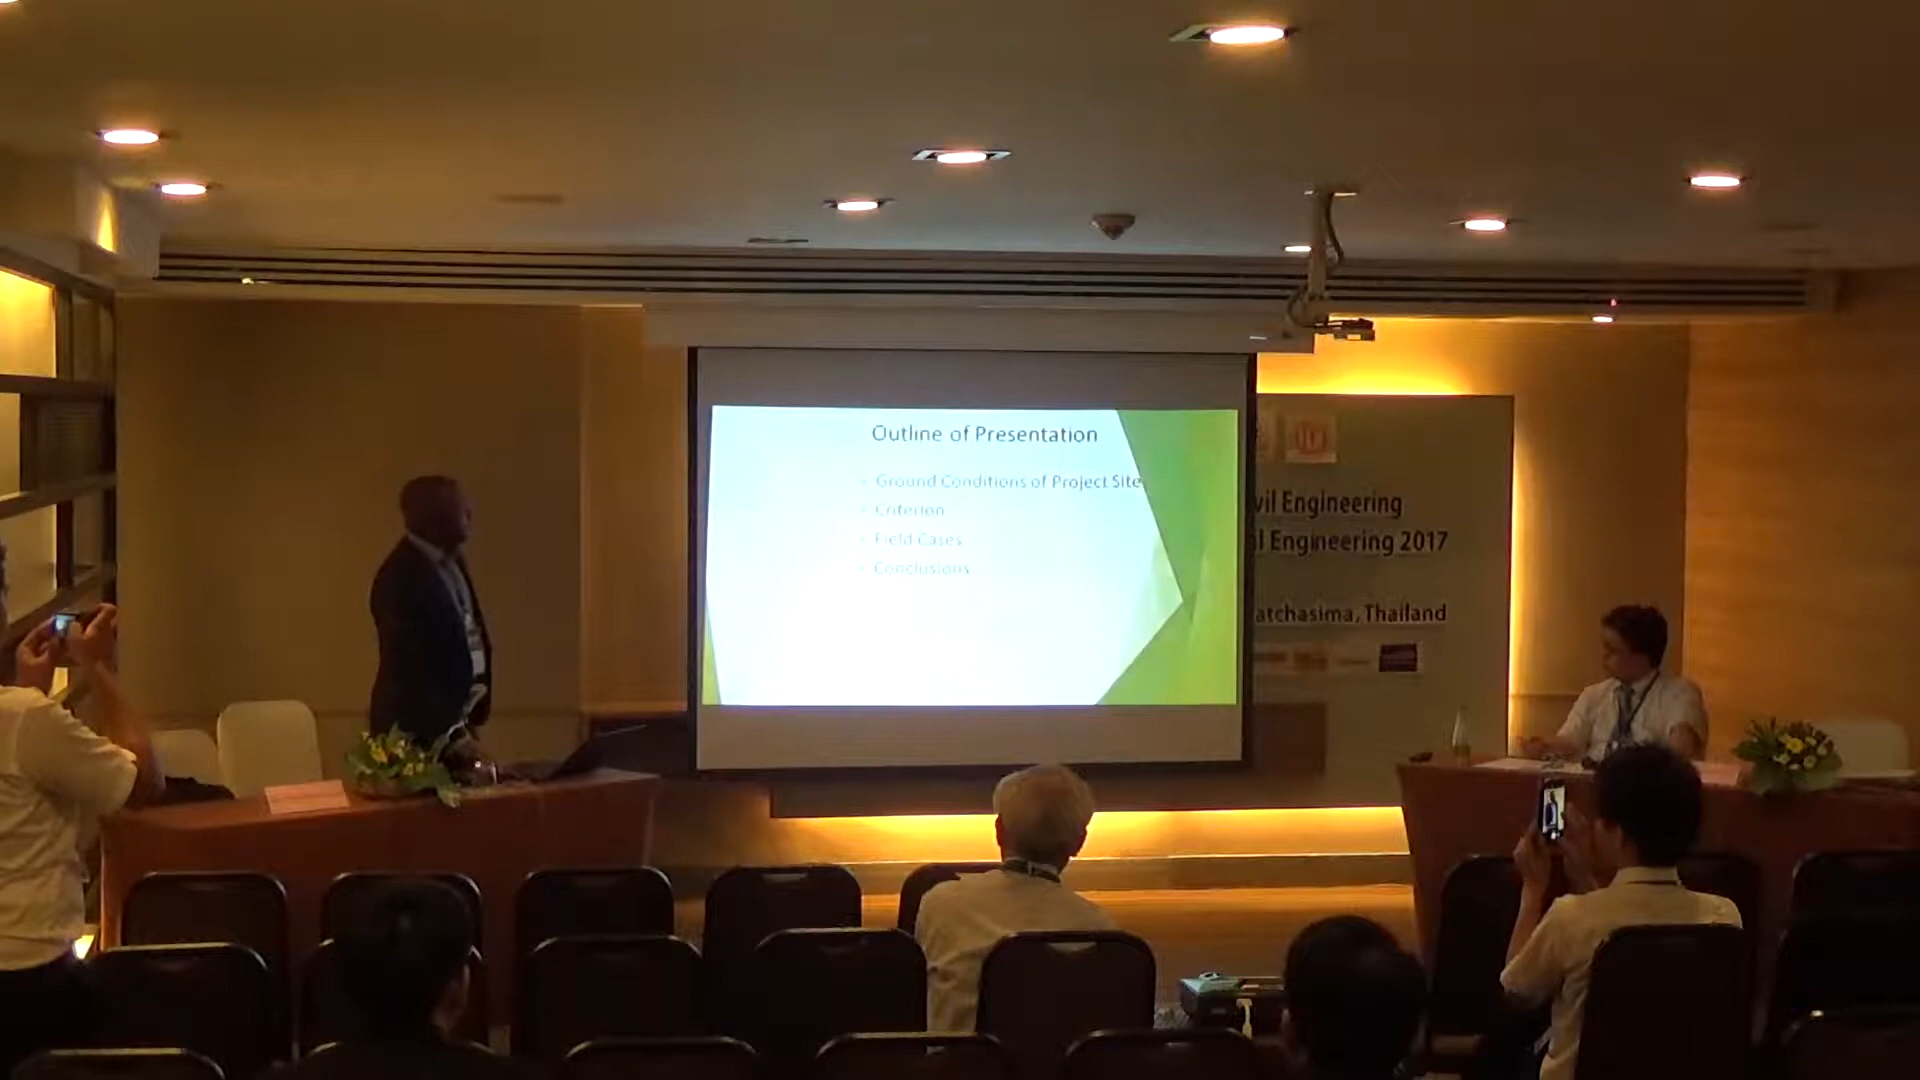 Outline of Presentation
Ground Conditions of Project Site
Criterion
Field Cases
Conclusions
vil Engineering
l Engineering 2017
atchasima, Thailand